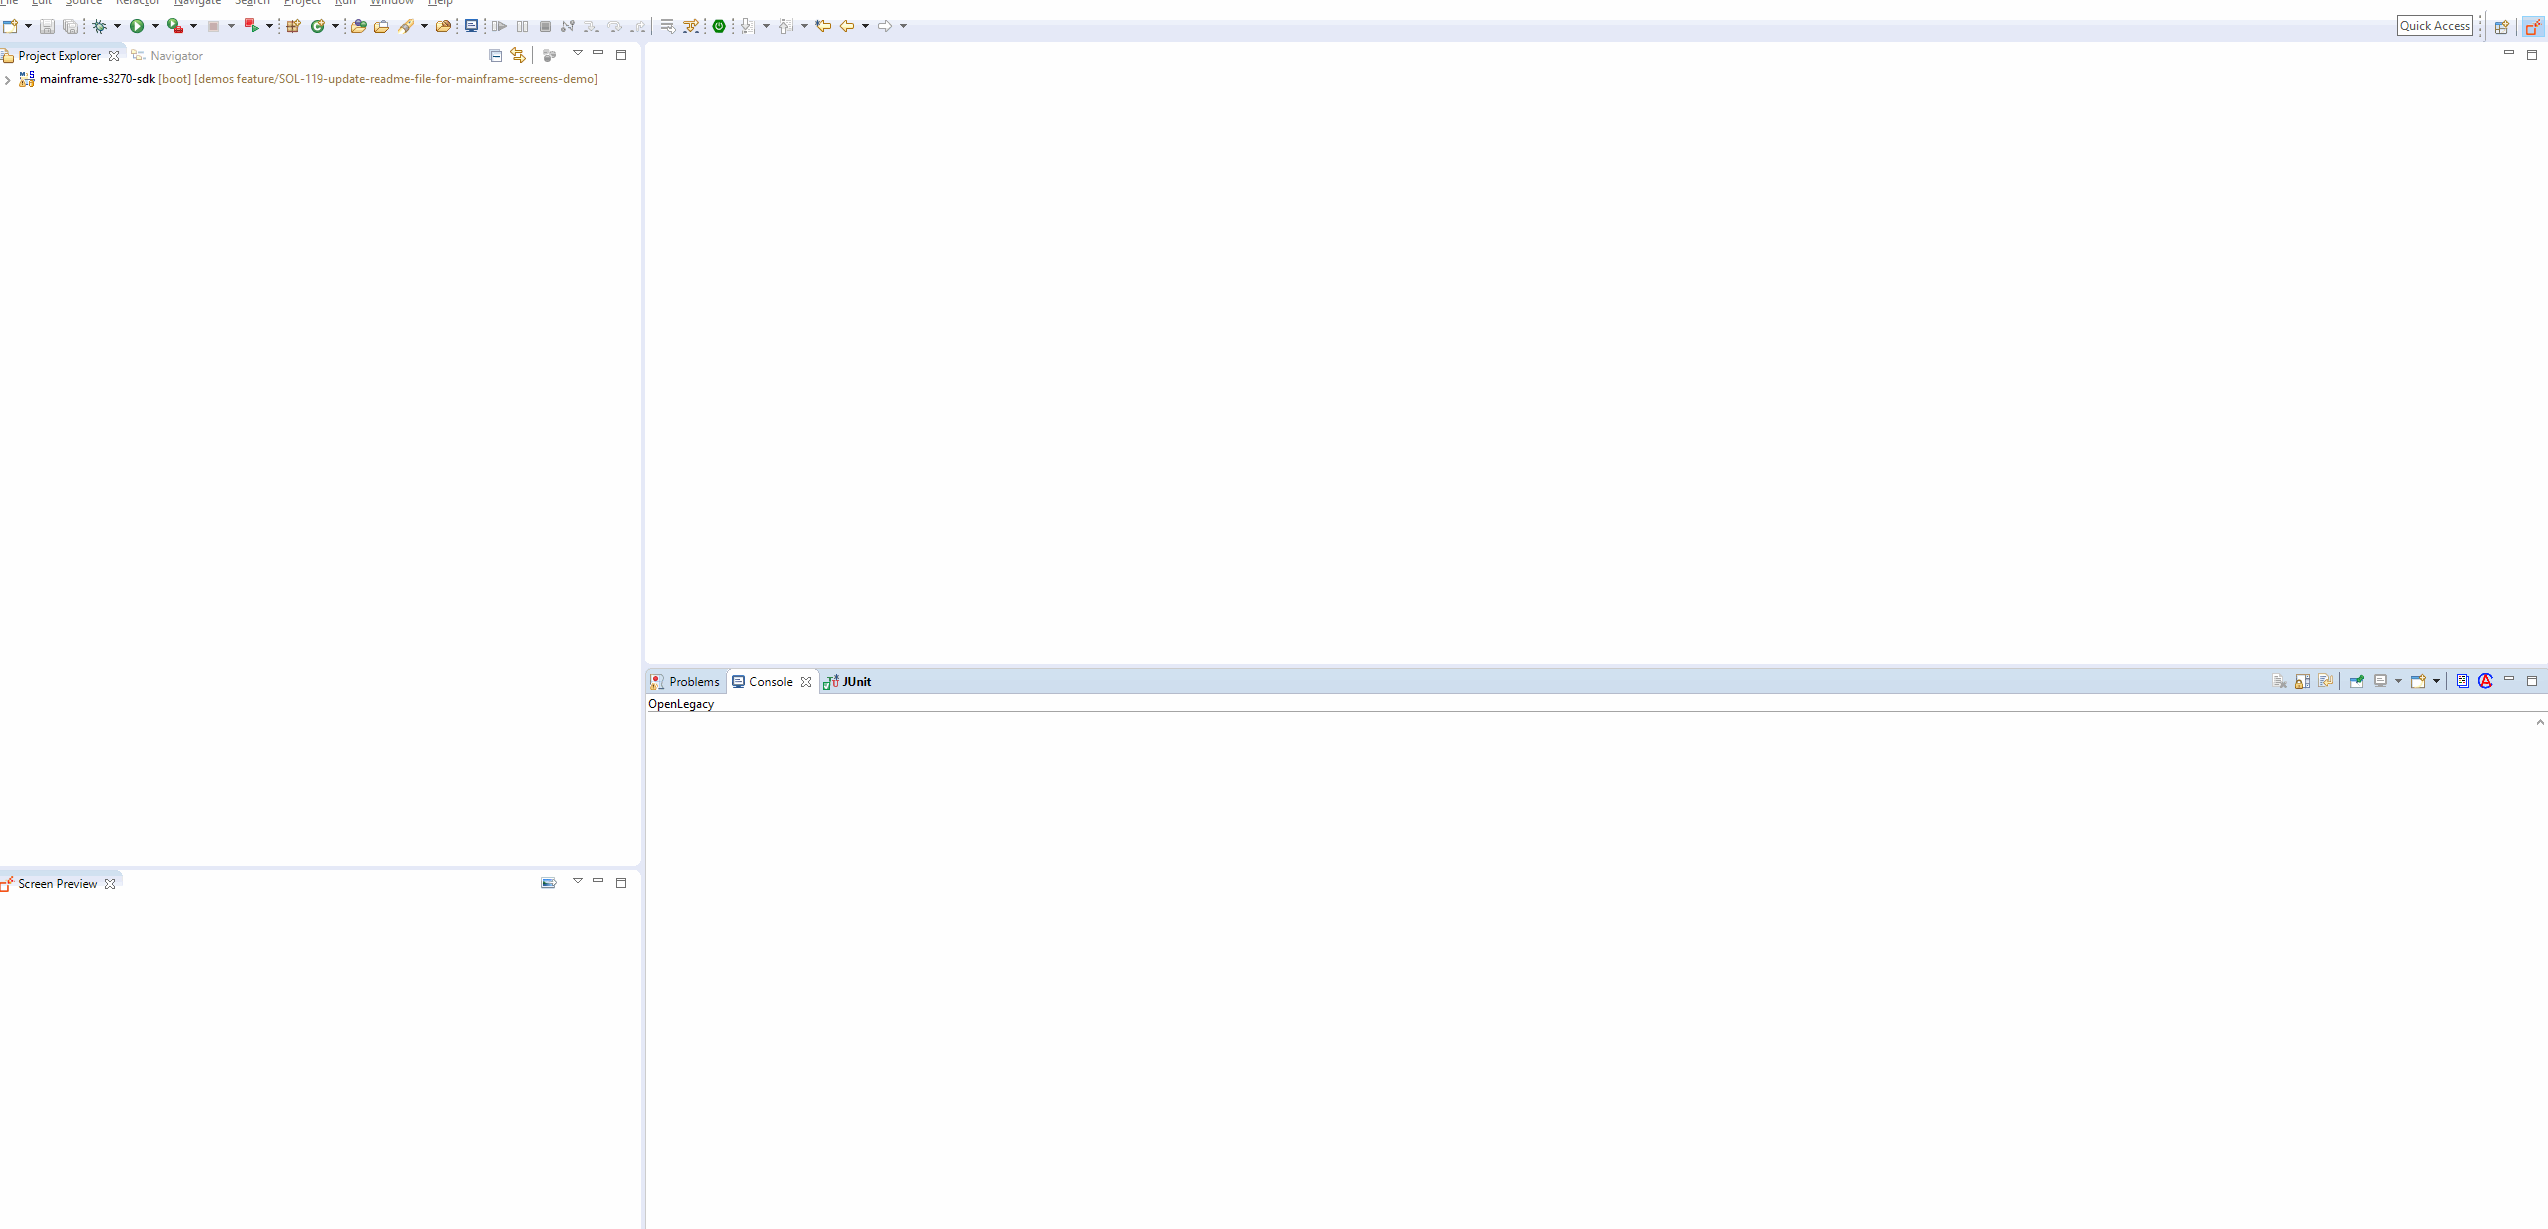 File Edit Source Refactor Navigate Search Project Run Window Help
Quick Access
Project Explorer Navigator
mainframe-s3270-sdk [boot] [demos feature/SOL-119-update-readme-file-for-mainframe-screens-demo]
Problems Console JUnit
OpenLegacy
Screen Preview